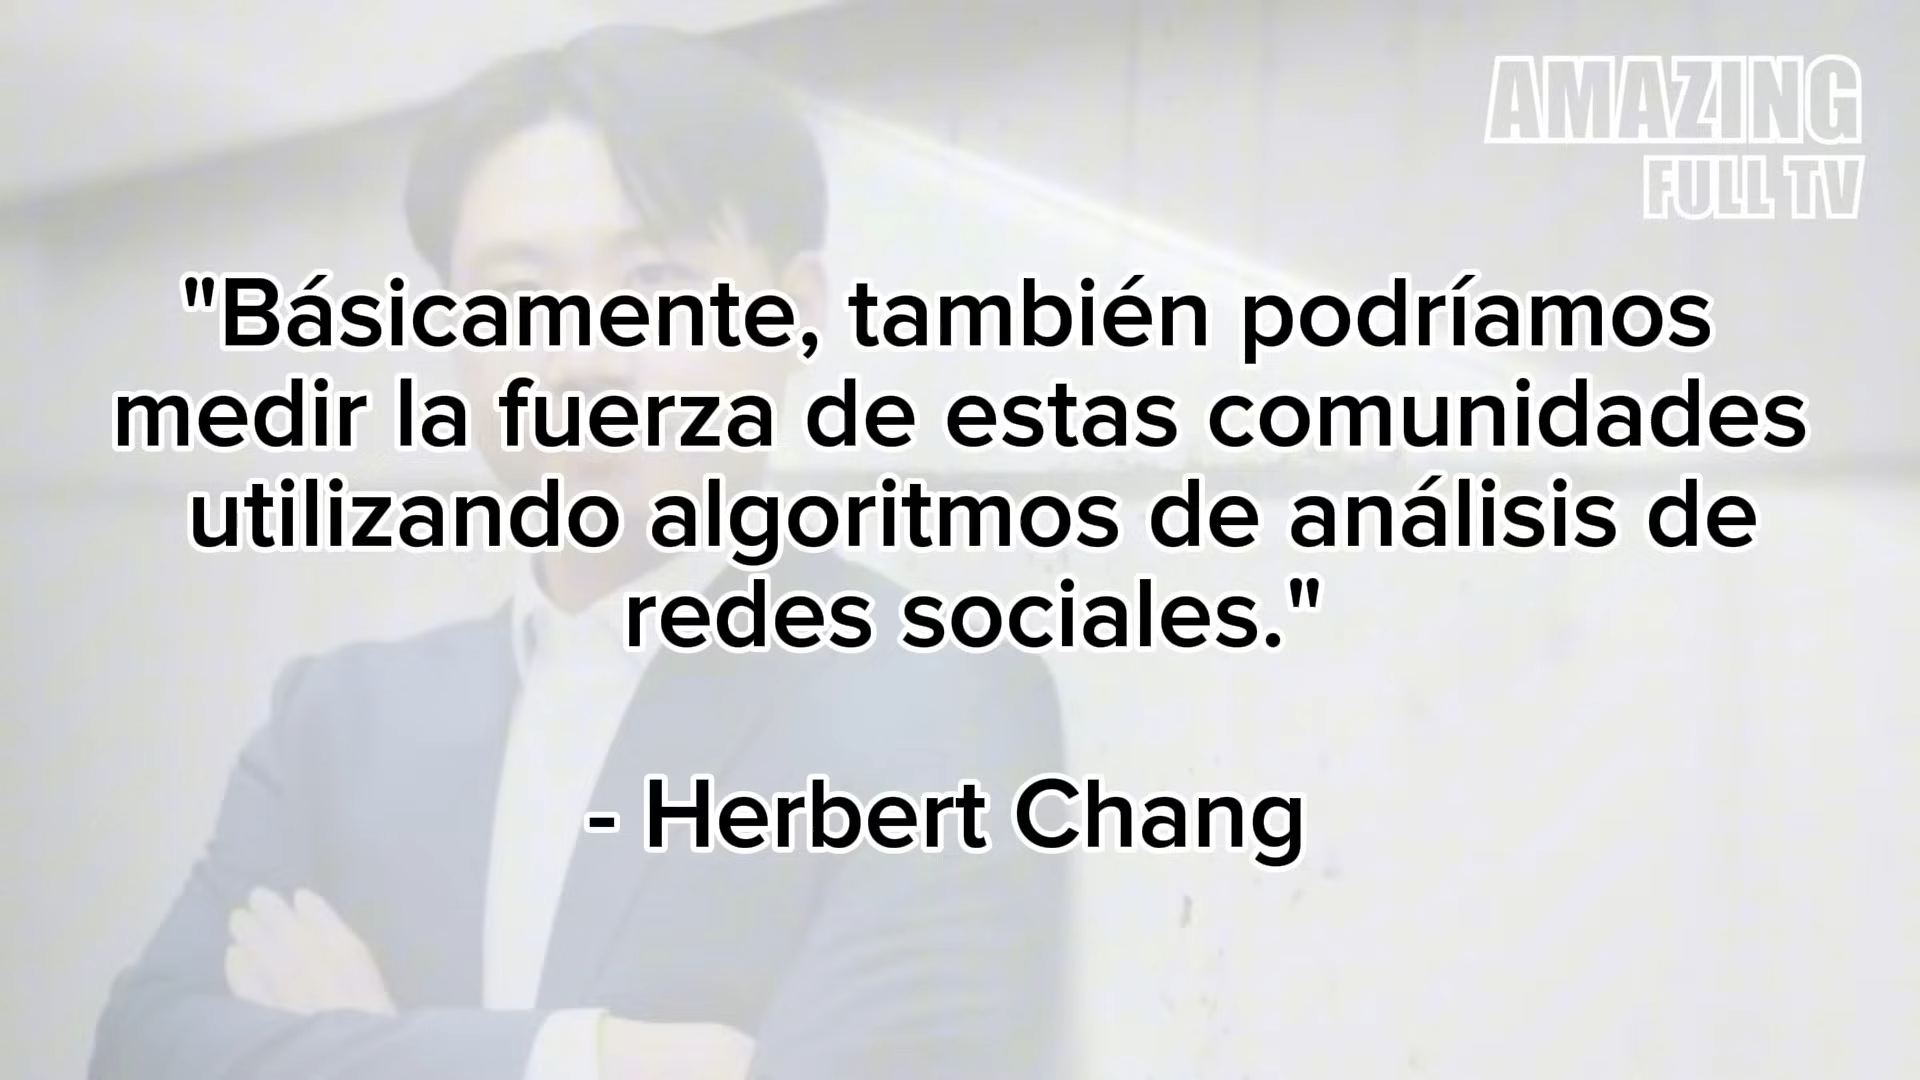 AMAZING
FULL TV
"Básicamente, también podríamos
medir la fuerza de estas comunidades
utilizando algoritmos de análisis de
redes sociales."
- Herbert Chang